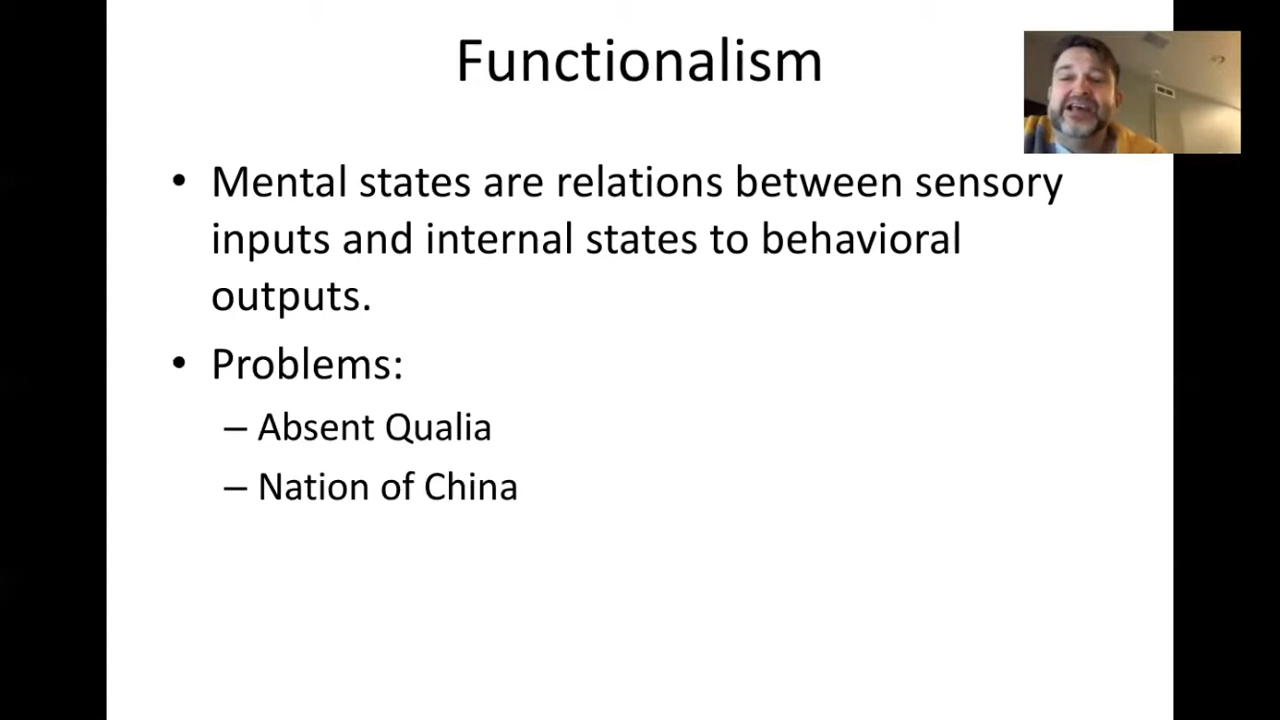 Functionalism
• Mental states are relations between sensory
inputs and internal states to behavioral
outputs.
• Problems:
– Absent Qualia
– Nation of China